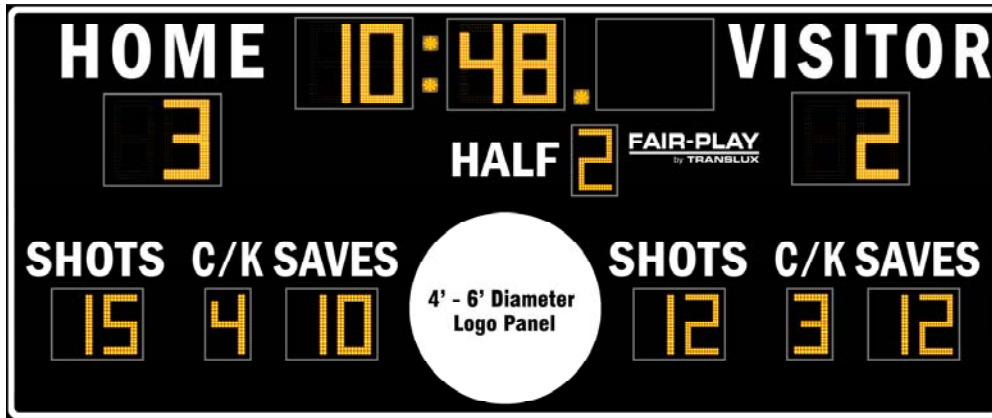 HOME 10:48. VISITOR
3 2
HALF 2 FAIR-PLAY
by TRANSLUX
SHOTS C/K SAVES SHOTS C/K SAVES
15 4 10 12 3 12
4' - 6' Diameter
Logo Panel